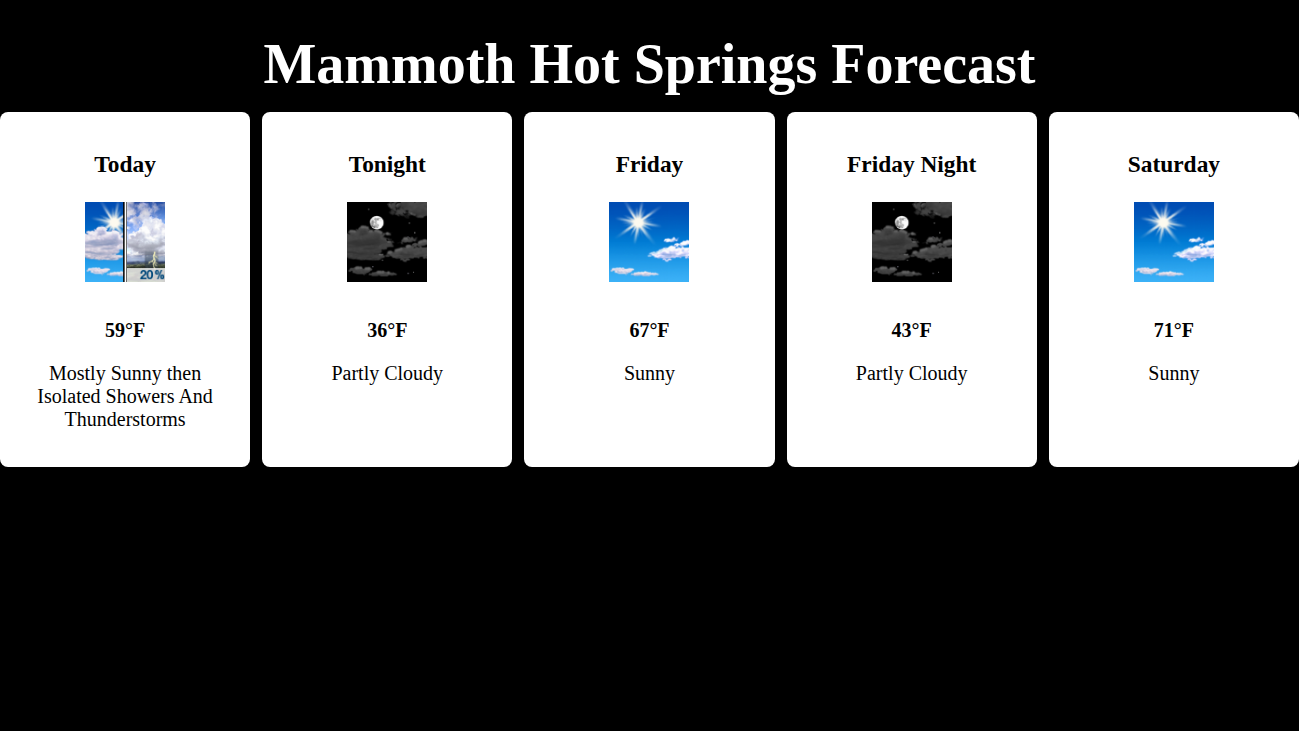 Mammoth Hot Springs Forecast
Today
20%
59°F
Mostly Sunny then
Isolated Showers And
Thunderstorms
Tonight
36°F
Partly Cloudy
Friday
67°F
Sunny
Friday Night
43°F
Partly Cloudy
Saturday
71°F
Sunny